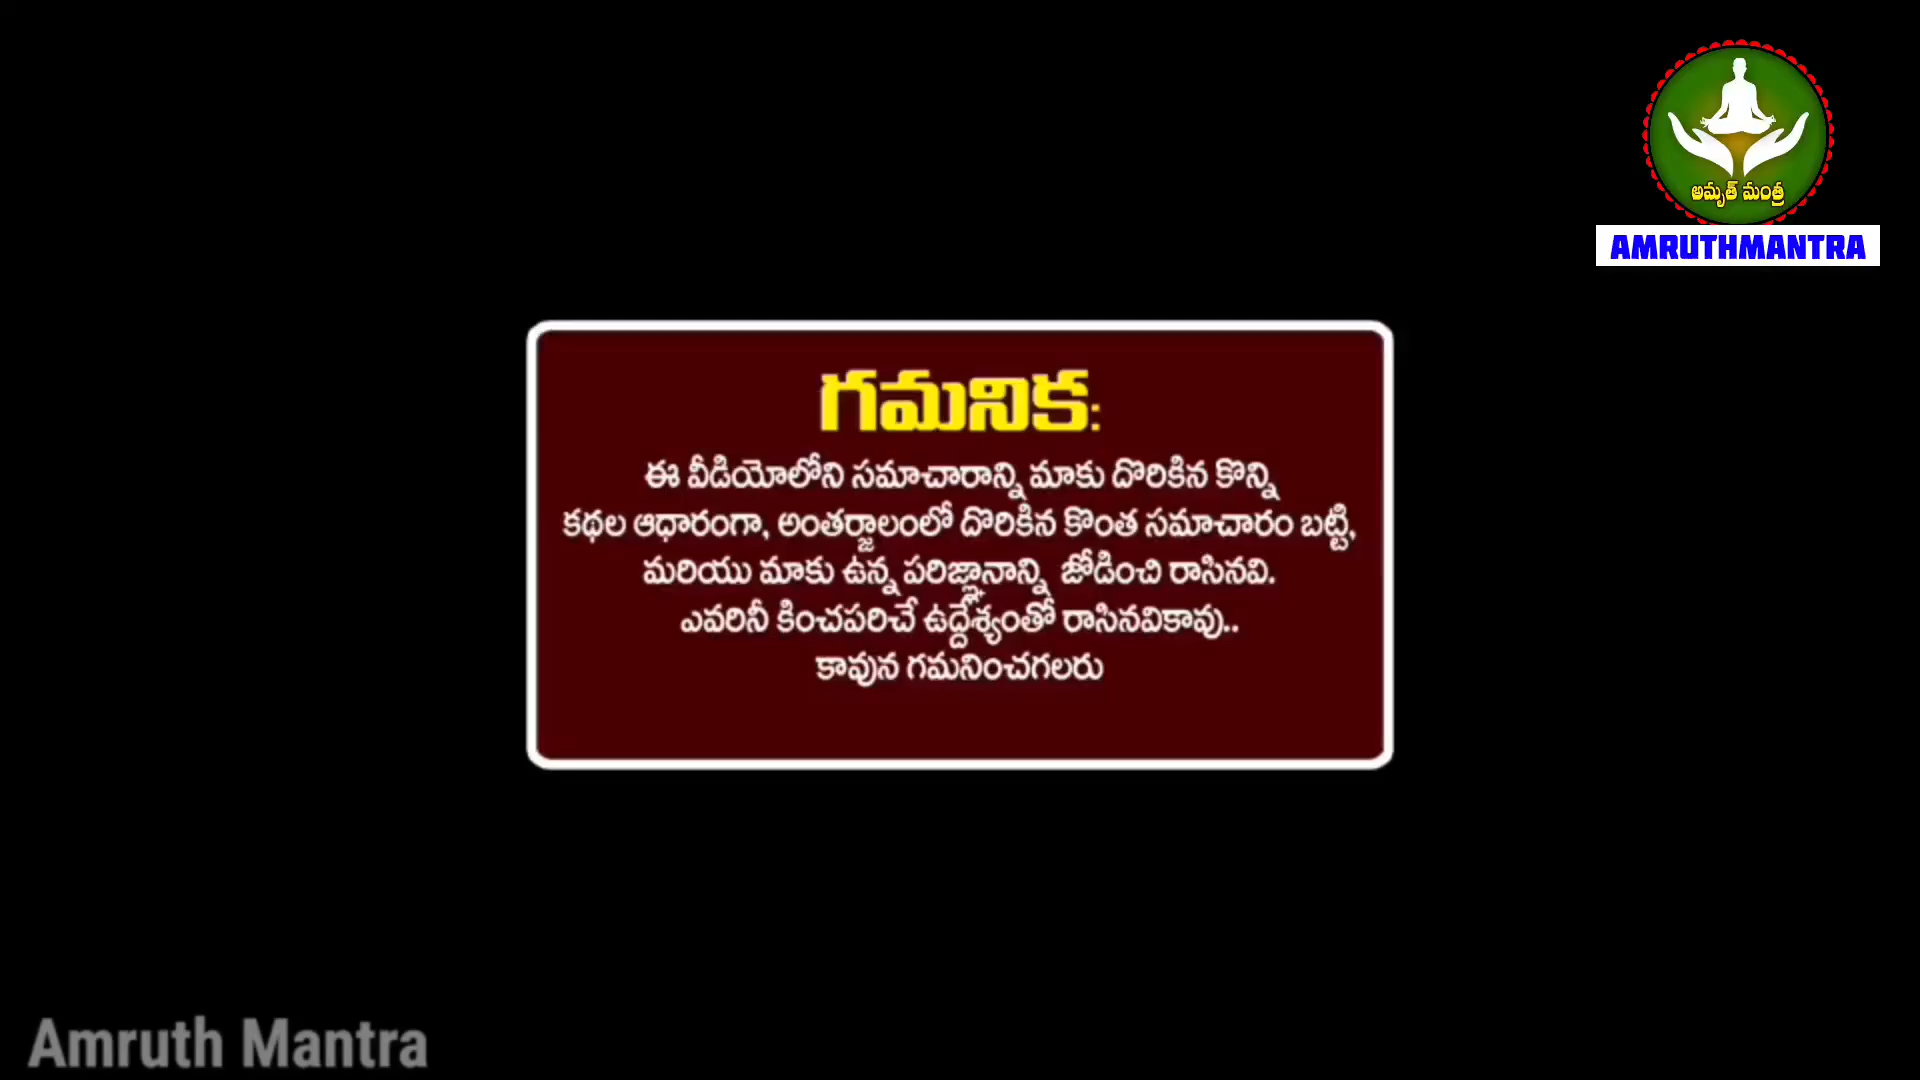 అమృత్ మంత్ర
AMRUTHMANTRA
గమనిక:
ఈ వీడియోలోని సమాచారాన్ని మాకు దొరికిన కొన్ని
కథల ఆధారంగా, అంతర్జాలంలో దొరికిన కొంత సమాచారం బట్టి,
మరియు మాకు ఉన్న పరిజ్ఞానాన్ని జోడించి రాసినవి.
ఎవరినీ కించపరిచే ఉద్దేశ్యంతో రాసినవికావు..
కావున గమనించగలరు
Amruth Mantra